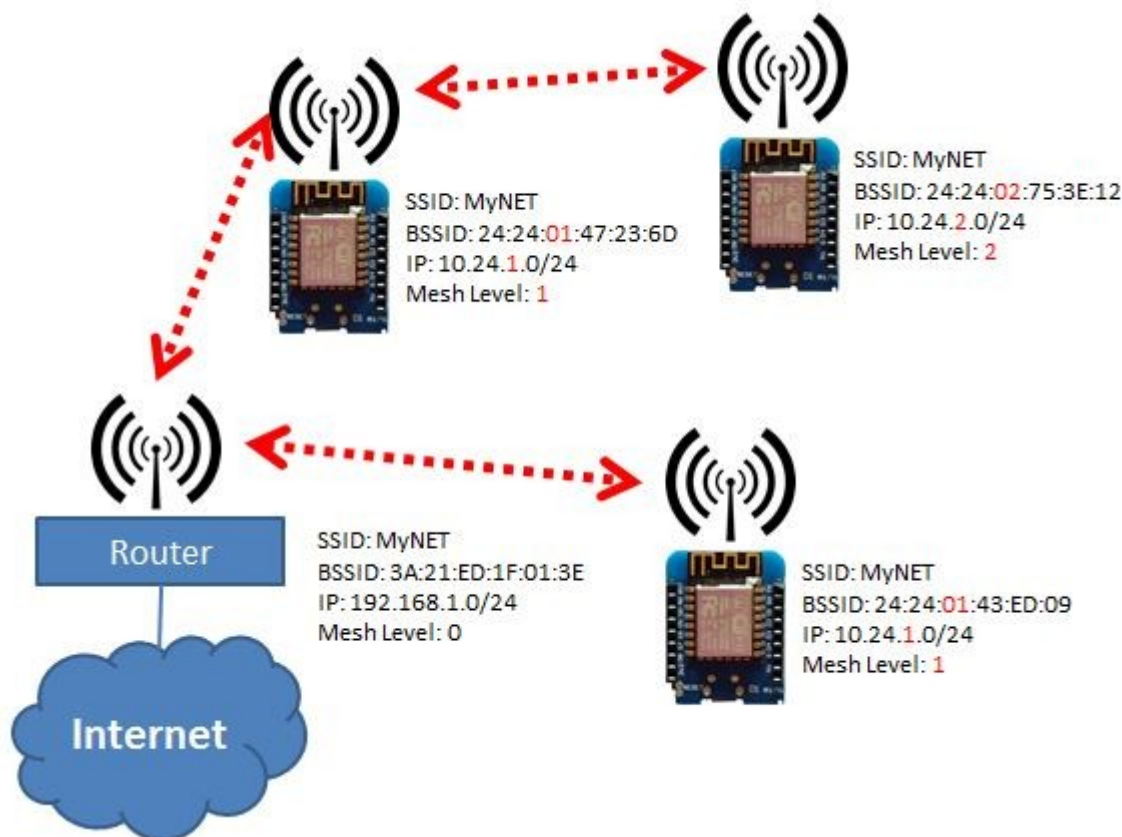 SSID: MyNET
BSSID: 24:24:01:47:23:6D
IP: 10.24.1.0/24
Mesh Level: 1
SSID: MyNET
BSSID: 24:24:02:75:3E:12
IP: 10.24.2.0/24
Mesh Level: 2
Router
SSID: MyNET
BSSID: 3A:21:ED:1F:01:3E
IP: 192.168.1.0/24
Mesh Level: 0
SSID: MyNET
BSSID: 24:24:01:43:ED:09
IP: 10.24.1.0/24
Mesh Level: 1
Internet